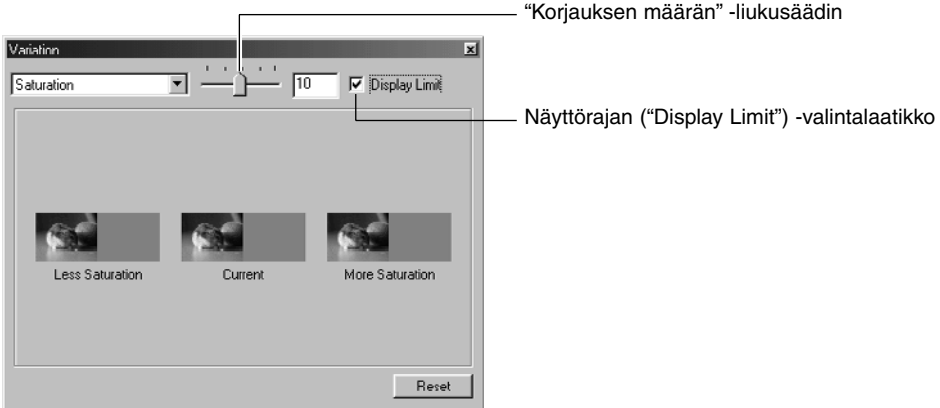 “Korjauksen määrän” -liukusäädin
Variation
Saturation
10
Display Limit
Näyttörajan (“Display Limit”) -valintalaatikko
Less Saturation
Current
More Saturation
Reset